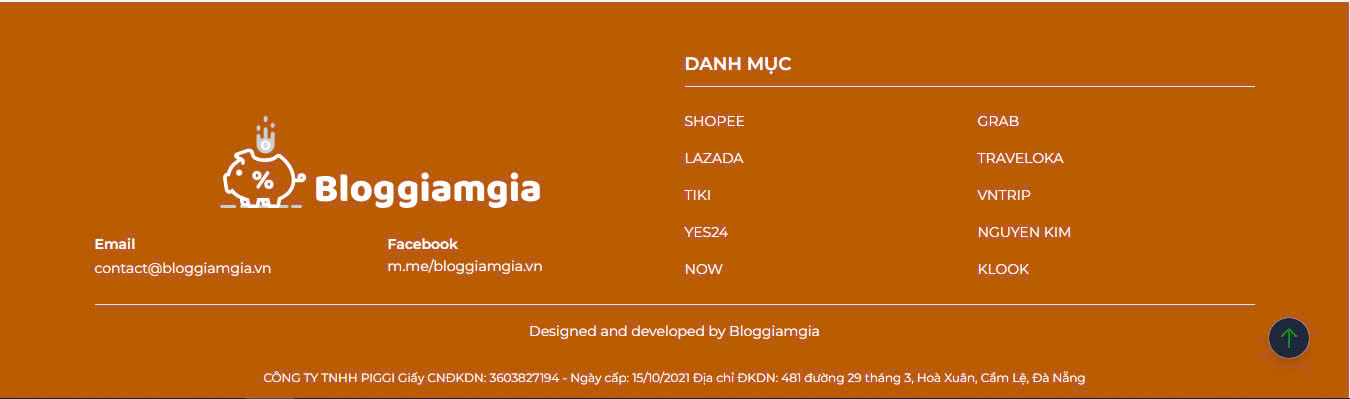 Bloggiamgia
Email
contact@bloggiamgia.vn
Facebook
m.me/bloggiamgia.vn
DANH MỤC
SHOPEE
LAZADA
TIKI
YES24
NOW
GRAB
TRAVELOKA
VNTRIP
NGUYEN KIM
KLOOK
Designed and developed by Bloggiamgia
CÔNG TY TNHH PIGGI Giấy CNĐKDN: 3603827194 - Ngày cấp: 15/10/2021 Địa chỉ ĐKDN: 481 đường 29 tháng 3, Hoà Xuân, Cẩm Lệ, Đà Nẵng